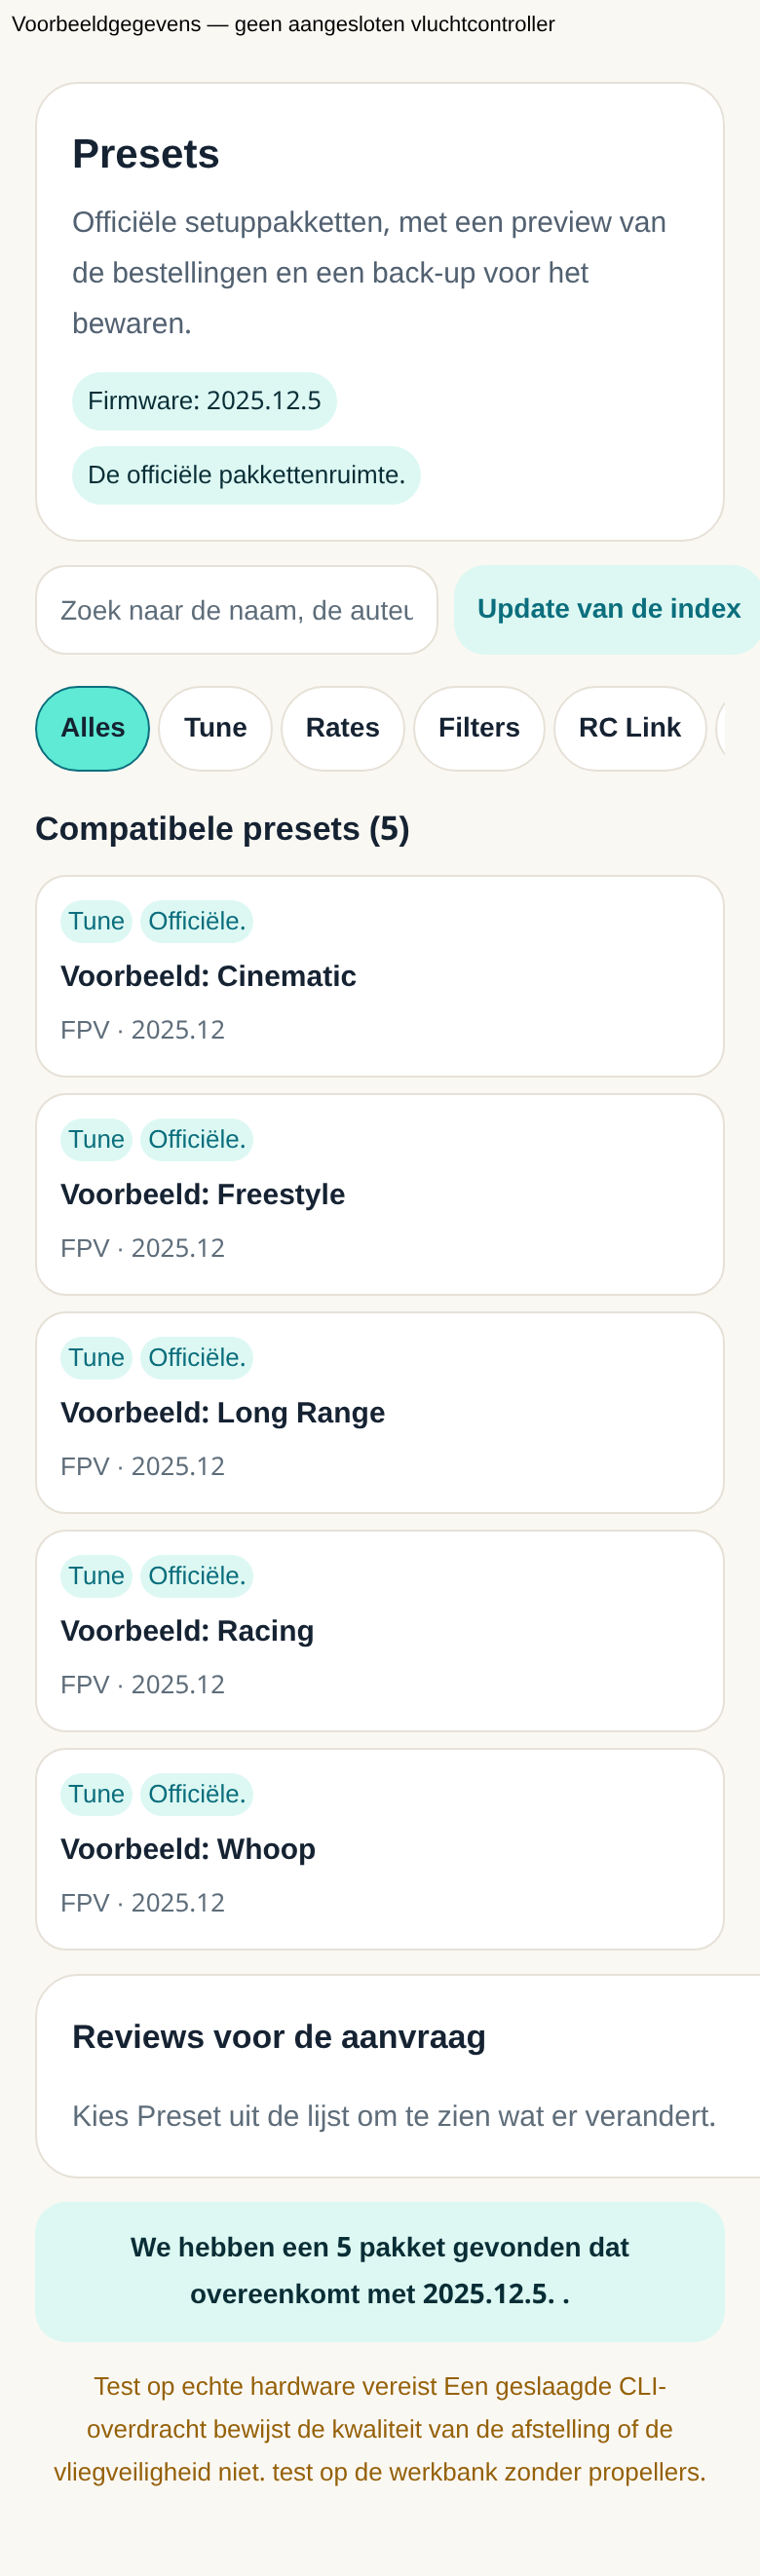 Voorbeeldgegevens — geen aangesloten vluchtcontroller
Presets
Officiële setuppakketten, met een preview van
de bestellingen en een back-up voor het
bewaren.
Firmware: 2025.12.5
De officiële pakkettenruimte.
Zoek naar de naam, de auteu
Update van de index
Alles Tune Rates Filters RC Link
Compatibele presets (5)
Tune Officiële.
Voorbeeld: Cinematic
FPV · 2025.12
Tune Officiële.
Voorbeeld: Freestyle
FPV · 2025.12
Tune Officiële.
Voorbeeld: Long Range
FPV · 2025.12
Tune Officiële.
Voorbeeld: Racing
FPV · 2025.12
Tune Officiële.
Voorbeeld: Whoop
FPV · 2025.12
Reviews voor de aanvraag
Kies Preset uit de lijst om te zien wat er verandert.
We hebben een 5 pakket gevonden dat
overeenkomt met 2025.12.5. .
Test op echte hardware vereist Een geslaagde CLI-
overdracht bewijst de kwaliteit van de afstelling of de
vliegveiligheid niet. test op de werkbank zonder propellers.